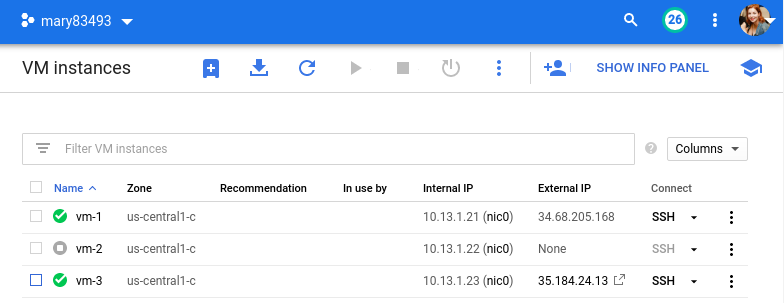 mary83493
26
VM instances
SHOW INFO PANEL
Filter VM instances
? Columns
Name Zone Recommendation In use by Internal IP External IP Connect
vm-1 us-central1-c 10.13.1.21 (nic0) 34.68.205.168 SSH
vm-2 us-central1-c 10.13.1.22 (nic0) None SSH
vm-3 us-central1-c 10.13.1.23 (nic0) 35.184.24.13 SSH